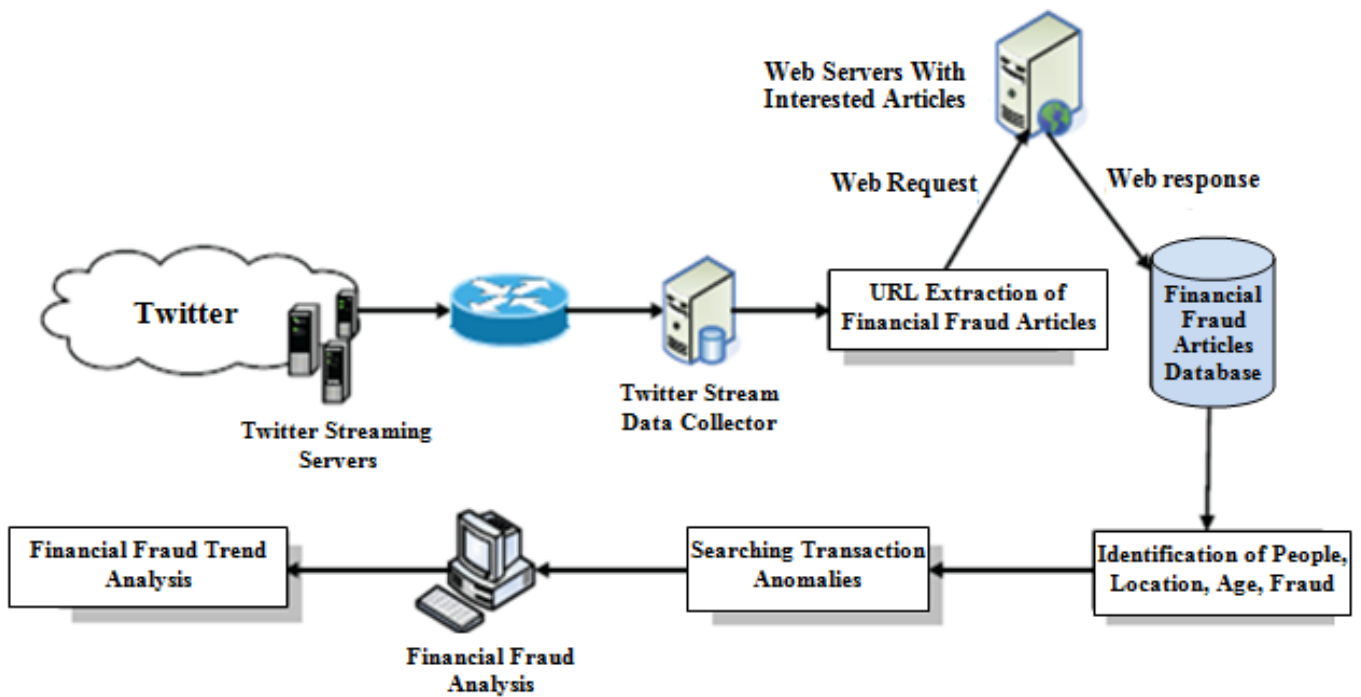 Web Servers With
Interested Articles
Web Request
Web response
Twitter
Twitter Streaming
Servers
Twitter Stream
Data Collector
URL Extraction of
Financial Fraud Articles
Financial
Fraud
Articles
Database
Identification of People,
Location, Age, Fraud
Searching Transaction
Anomalies
Financial Fraud
Analysis
Financial Fraud Trend
Analysis